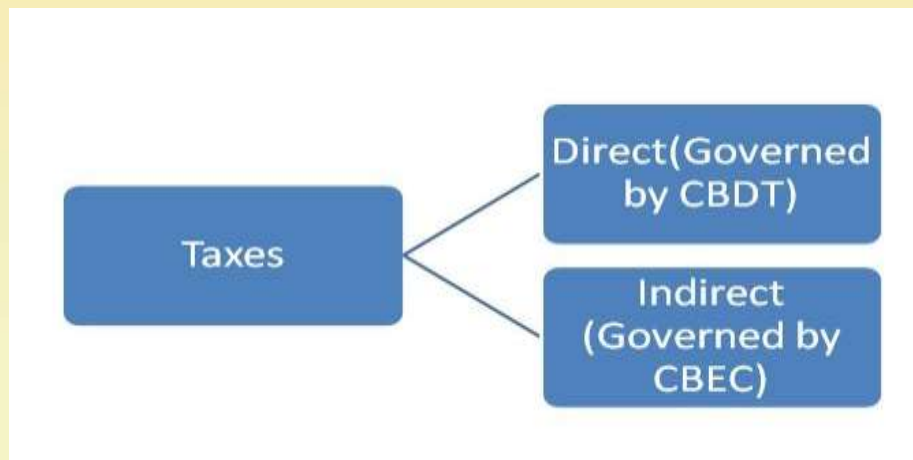 Taxes
Direct(Governed
by CBDT)
Indirect
(Governed by
CBEC)